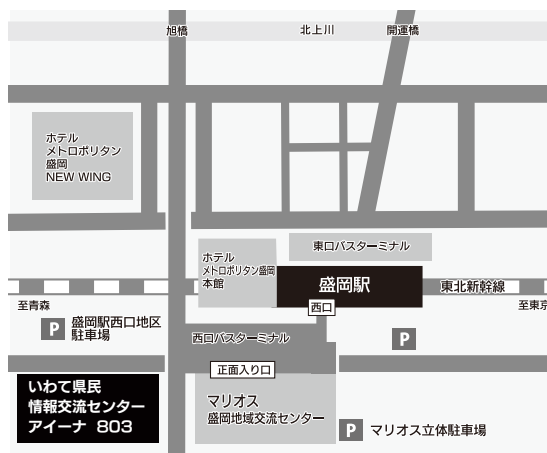 旭橋
北上川
開運橋
ホテル
メトロポリタン
盛岡
NEW WING
東口バスターミナル
ホテル
メトロポリタン盛岡
本館
盛岡駅
東北新幹線
至青森
西口
至東京
P
盛岡駅西口地区
駐車場
西口バスターミナル
P
正面入り口
いわて県民
情報交流センター
アイーナ 803
マリオス
盛岡地域交流センター
P
マリオス立体駐車場